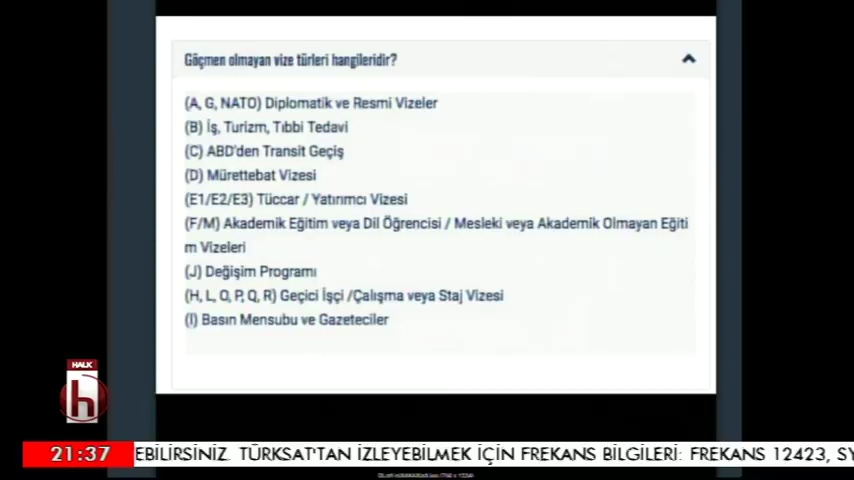 Göçmen olmayan vize türleri hangileridir?
(A, G, NATO) Diplomatik ve Resmi Vizeler
(B) İş, Turizm, Tıbbi Tedavi
(C) ABD'den Transit Geçiş
(D) Mürettebat Vizesi
(E1/E2/E3) Tüccar / Yatırımcı Vizesi
(F/M) Akademik Eğitim veya Dil Öğrencisi / Mesleki veya Akademik Olmayan Eğiti
m Vizeleri
(J) Değişim Programı
(H, L, O, P, Q, R) Geçici İşçi /Çalışma veya Staj Vizesi
(I) Basın Mensubu ve Gazeteciler
HALK
h
21:37 EBİLİRSİNİZ. TÜRKSAT'TAN İZLEYEBİLMEK İÇİN FREKANS BİLGİLERİ: FREKANS 12423, SY